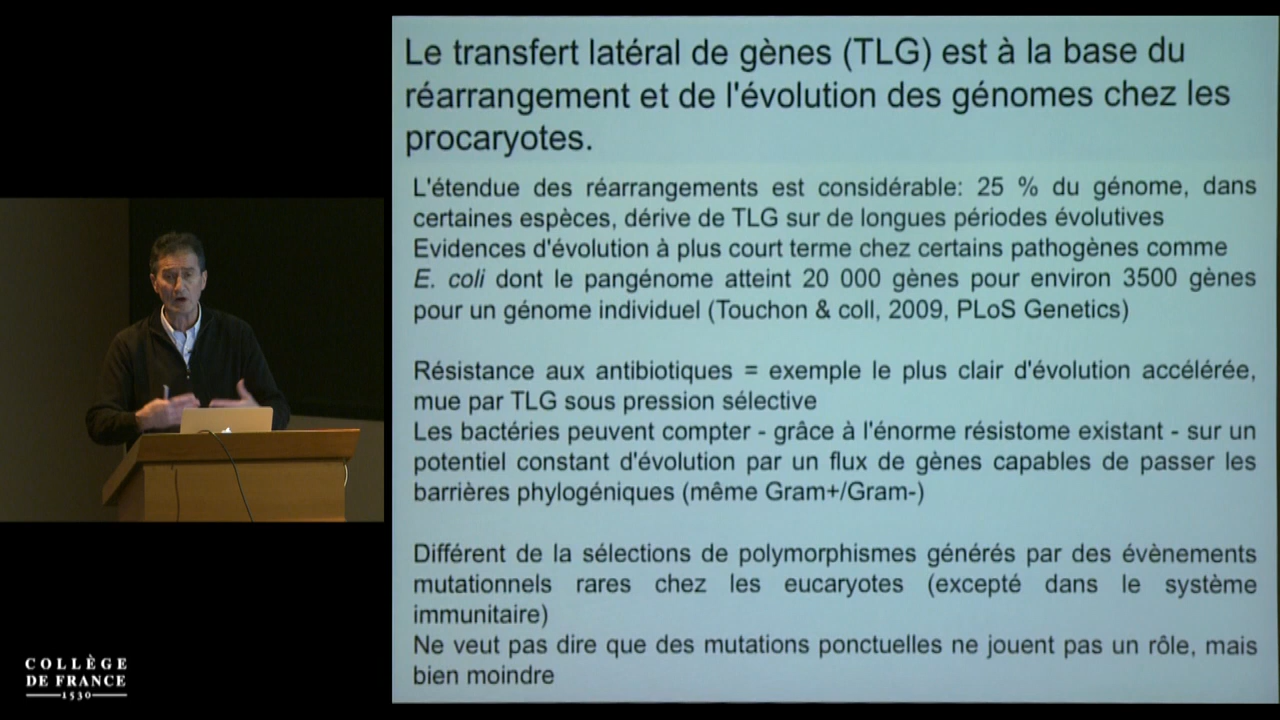 Le transfert latéral de gènes (TLG) est à la base du
réarrangement et de l'évolution des génomes chez les
procaryotes.
L'étendue des réarrangements est considérable: 25 % du génome, dans
certaines espèces, dérive de TLG sur de longues périodes évolutives
Evidences d'évolution à plus court terme chez certains pathogènes comme
E. coli dont le pangénome atteint 20 000 gènes pour environ 3500 gènes
pour un génome individuel (Touchon & coll, 2009, PLoS Genetics)
Résistance aux antibiotiques = exemple le plus clair d'évolution accélérée,
mue par TLG sous pression sélective
Les bactéries peuvent compter - grâce à l'énorme résistome existant - sur un
potentiel constant d'évolution par un flux de gènes capables de passer les
barrières phylogéniques (même Gram+/Gram-)
Différent de la sélections de polymorphismes générés par des évènements
mutationnels rares chez les eucaryotes (excepté dans le système
immunitaire)
Ne veut pas dire que des mutations ponctuelles ne jouent pas un rôle, mais
bien moindre
COLLÈGE
DE FRANCE
1530